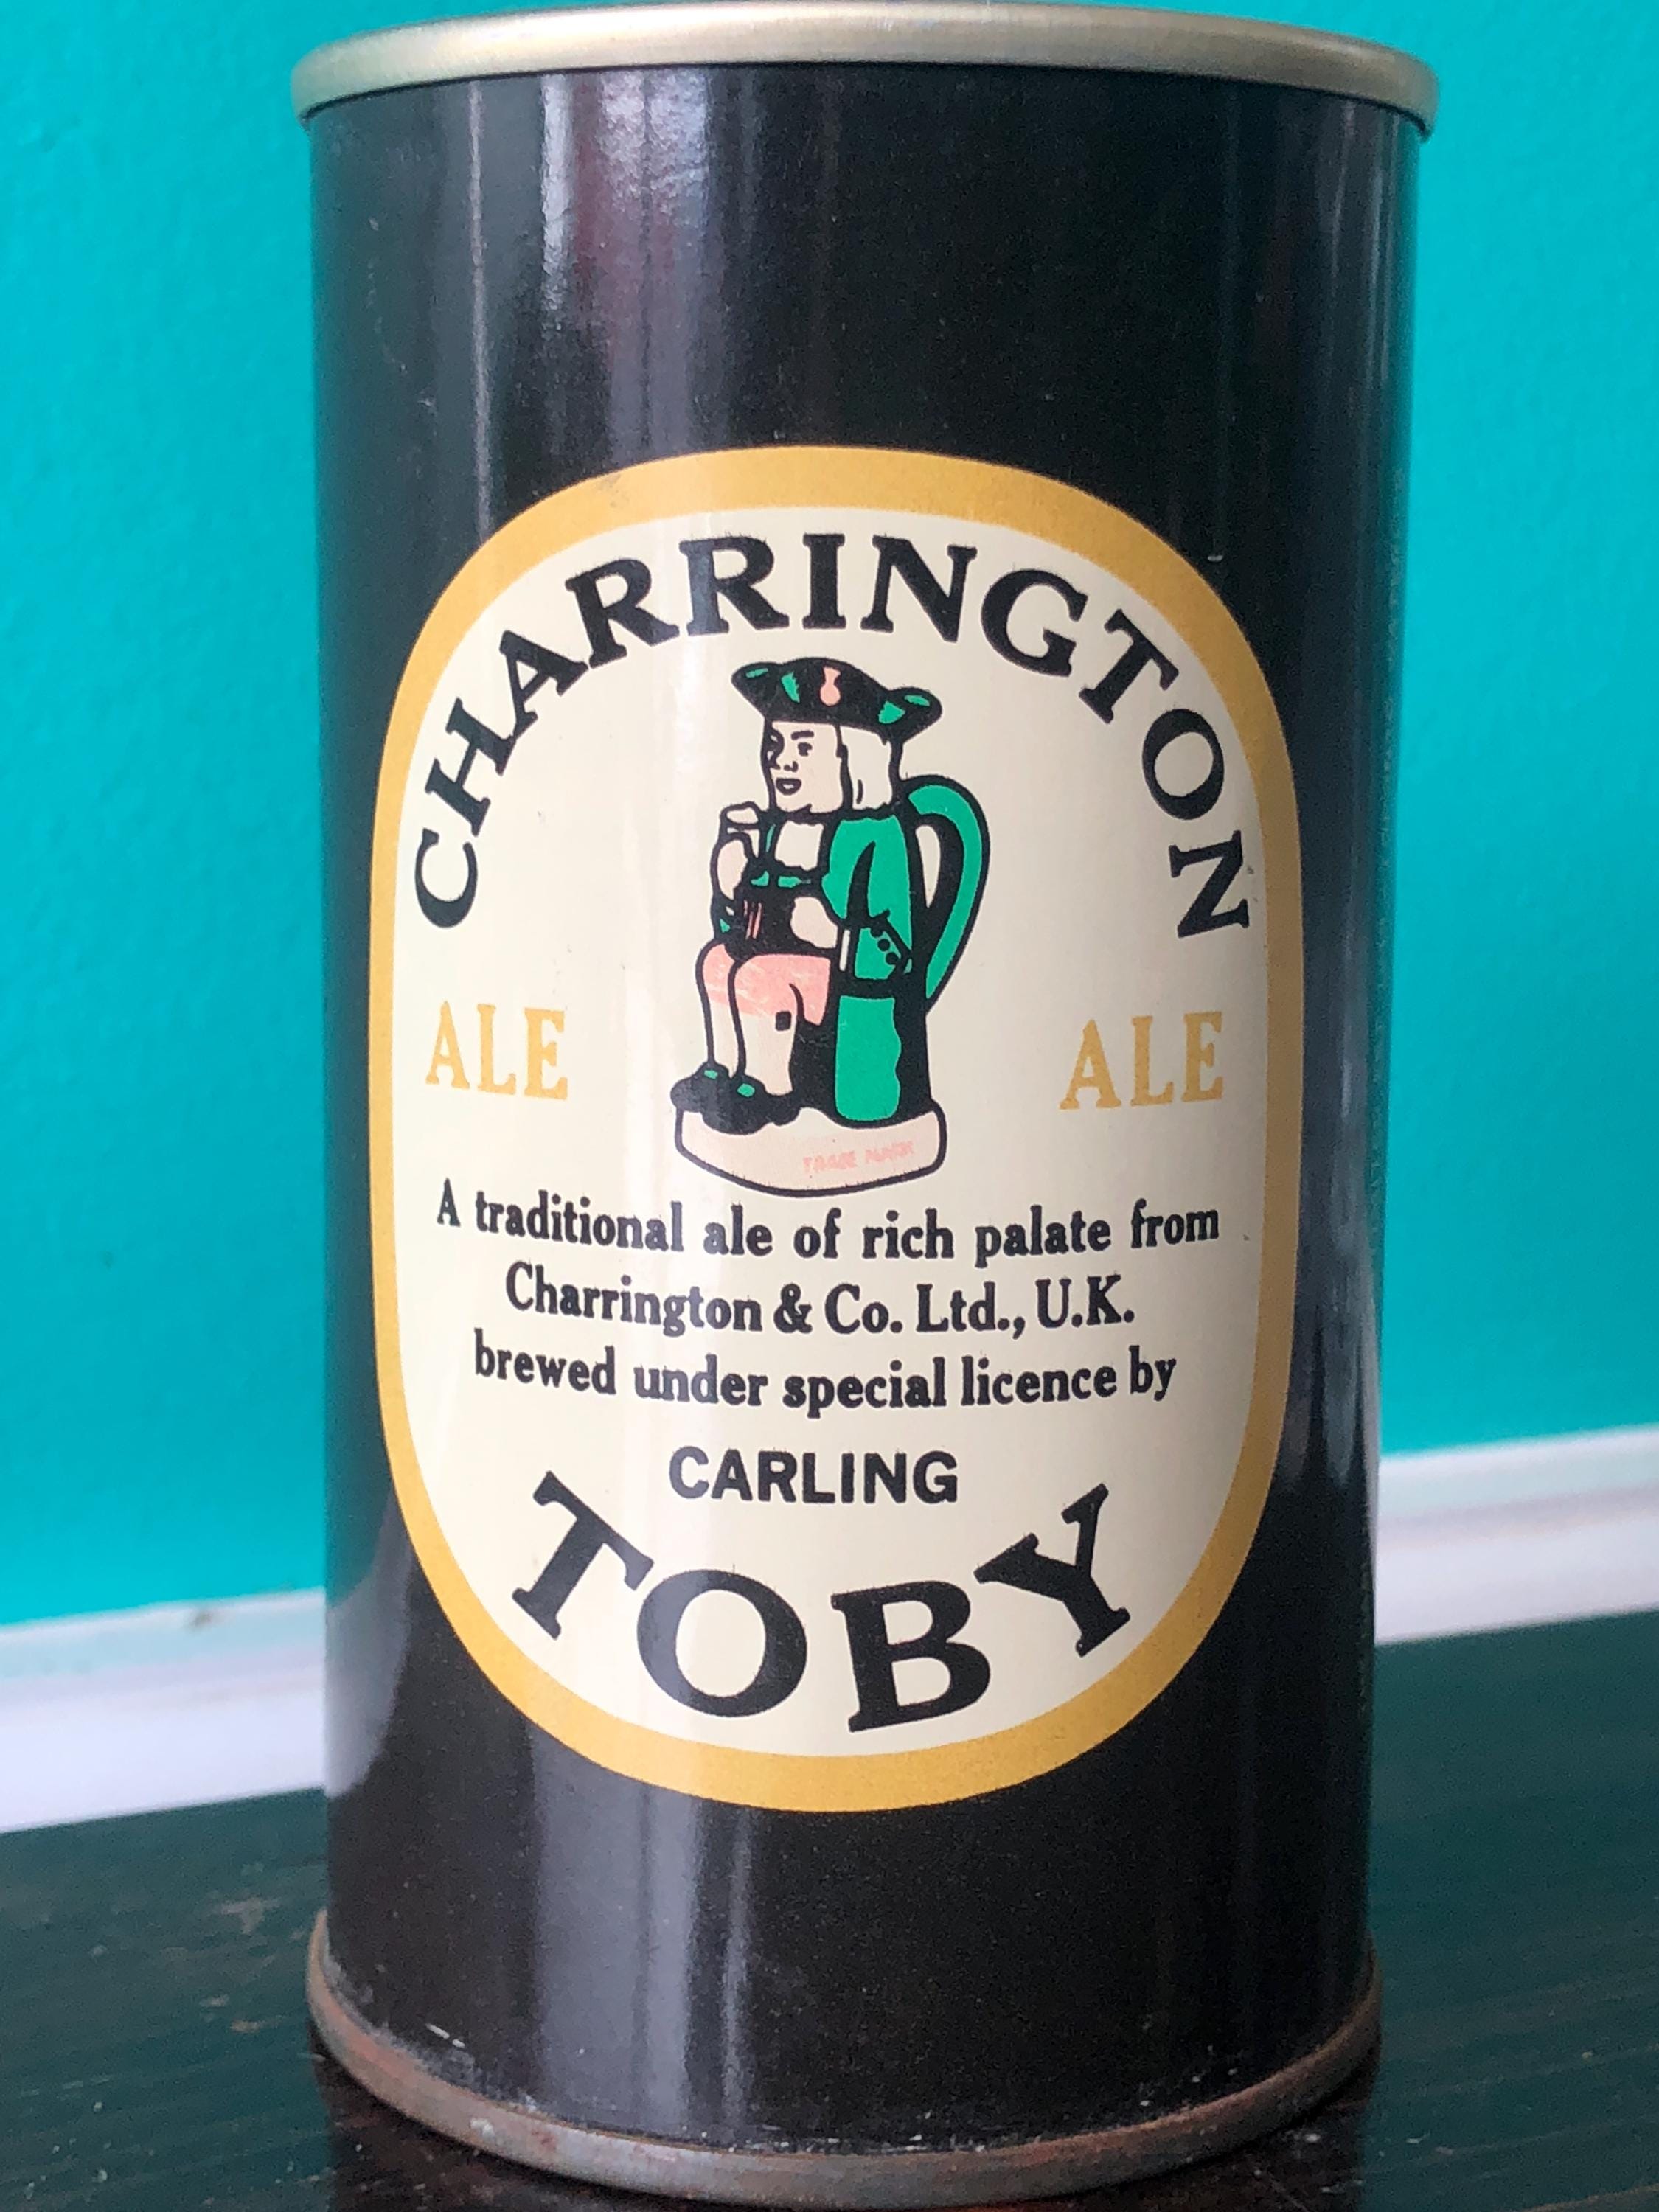 CHARRINGTON
ALE ALE
TRADE MARK
A traditional ale of rich palate from
Charrington & Co. Ltd., U.K.
brewed under special licence by
CARLING
TOBY